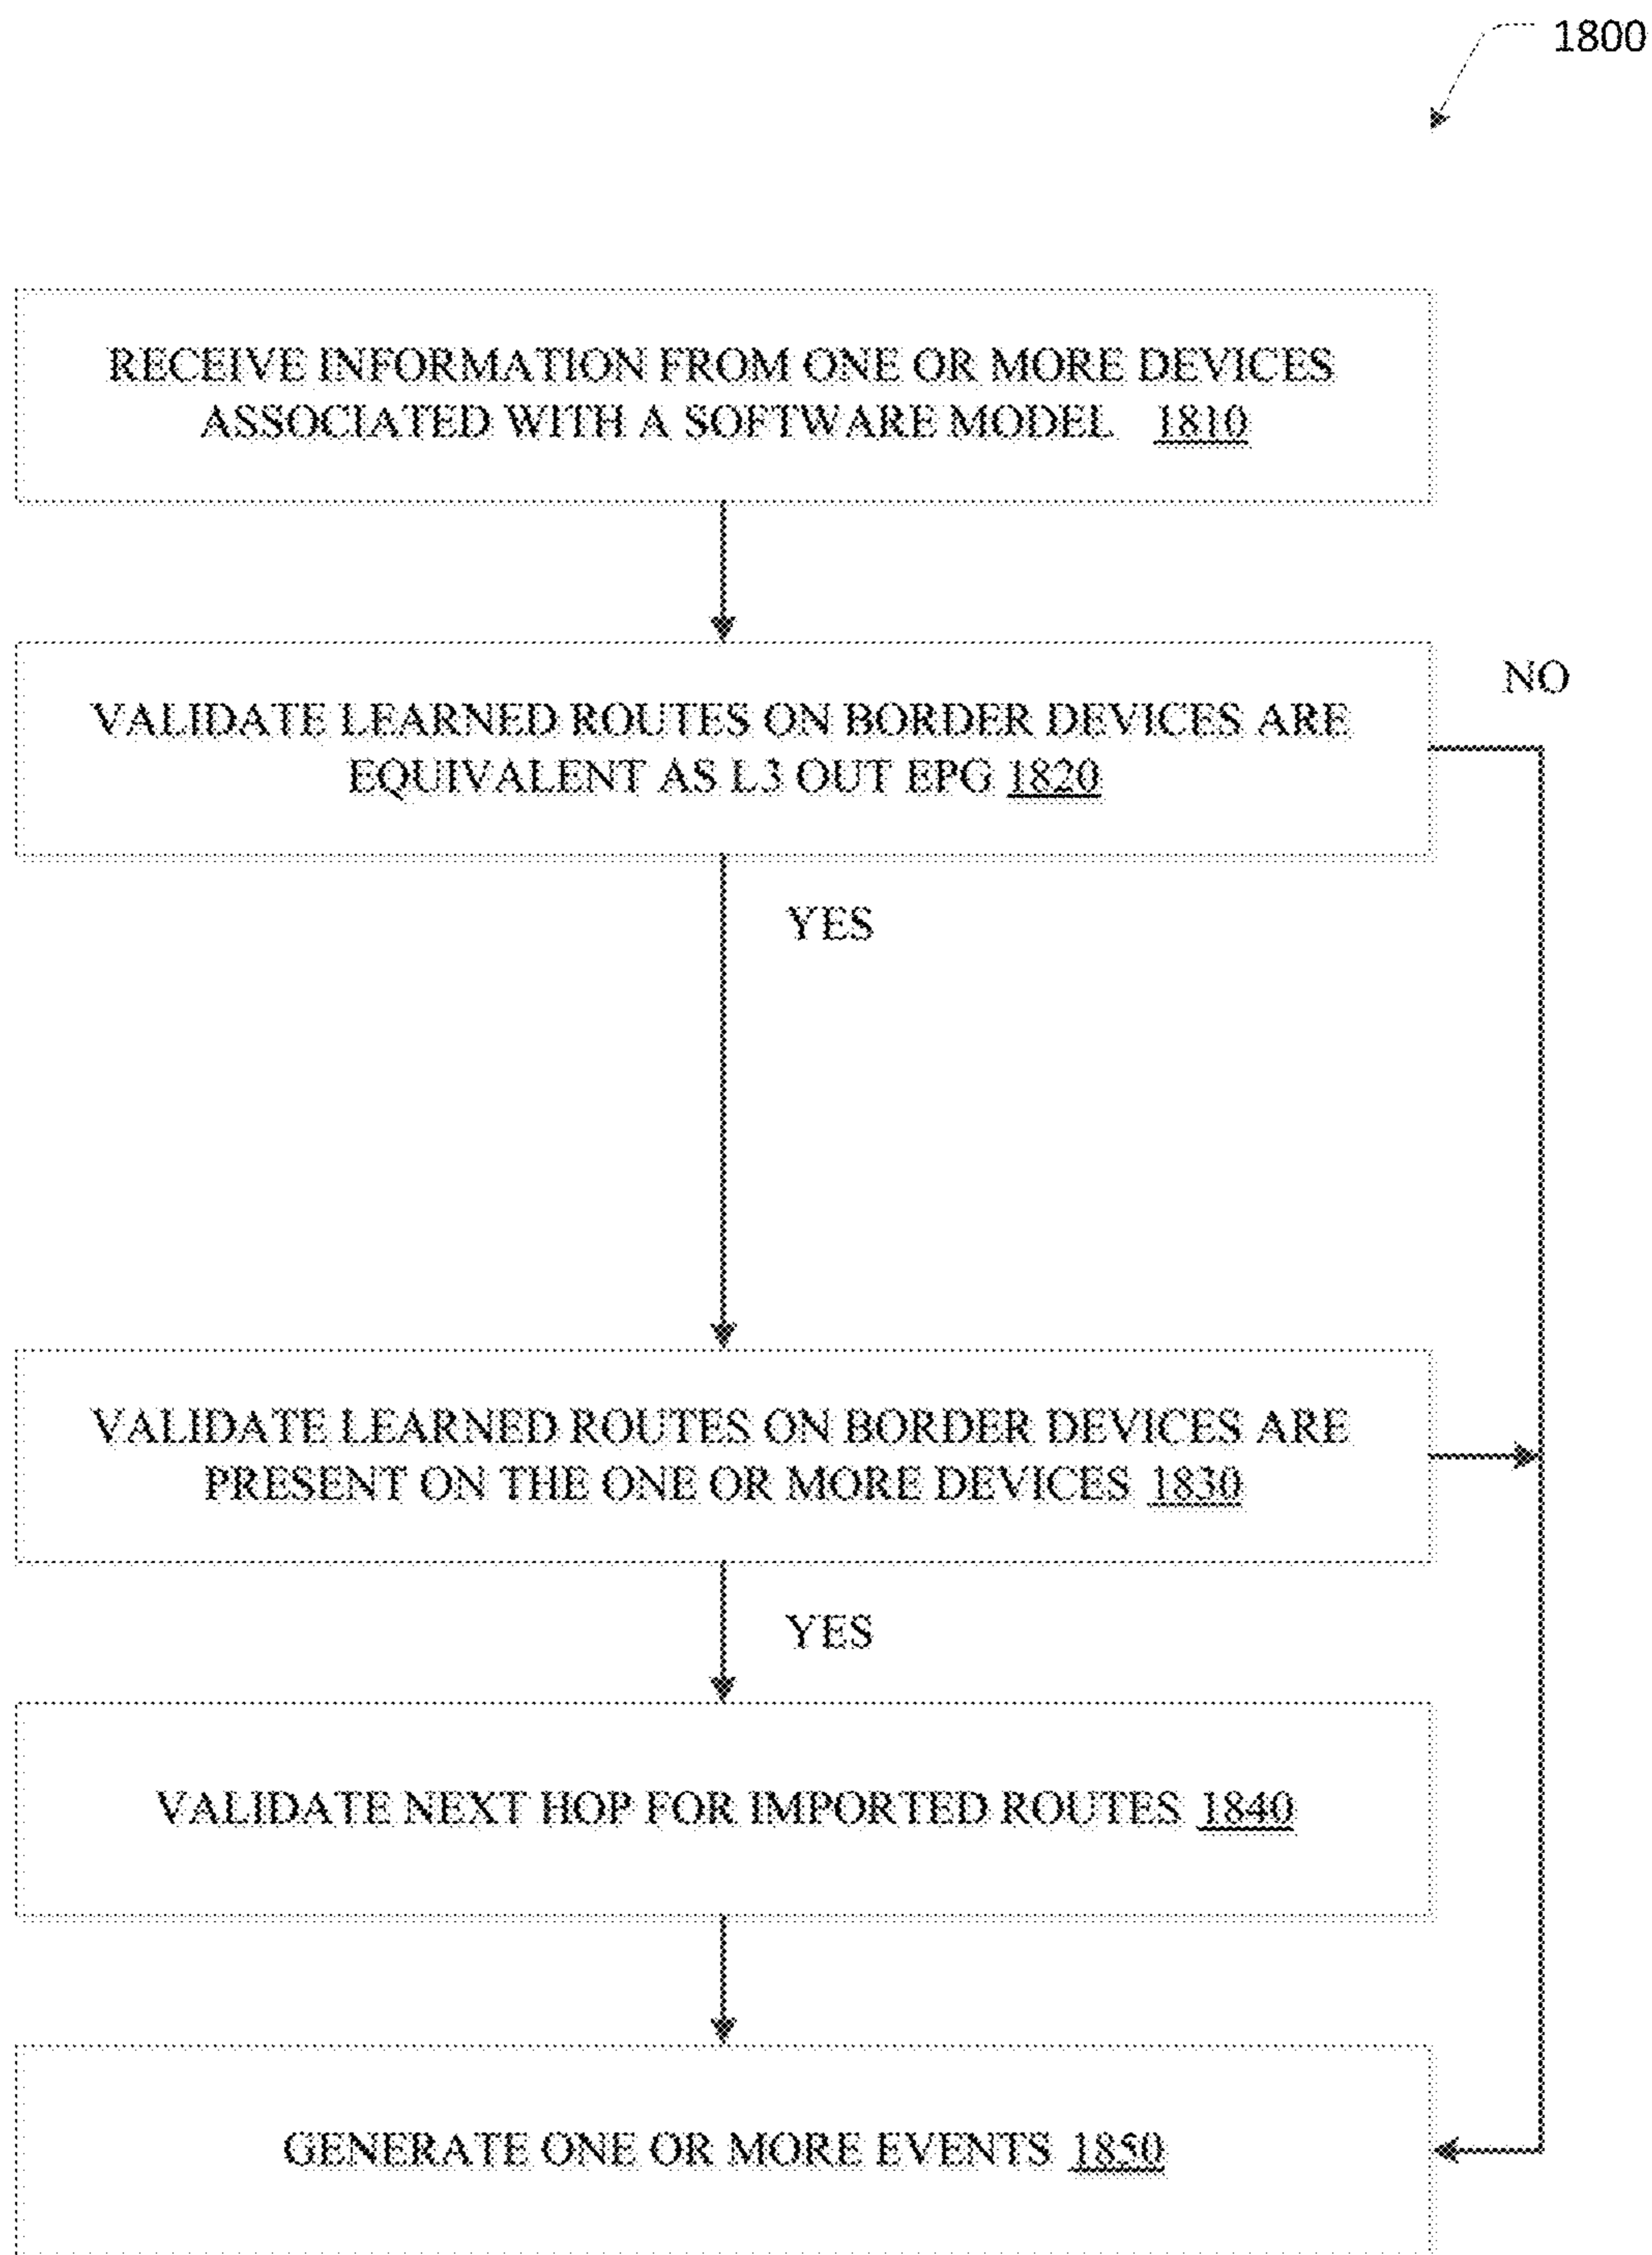 1800
RECEIVE INFORMATION FROM ONE OR MORE DEVICES
ASSOCIATED WITH A SOFTWARE MODEL 1810
NO
VALIDATE LEARNED ROUTES ON BORDER DEVICES ARE
EQUIVALENT AS L3 OUT EPG 1820
YES
VALIDATE LEARNED ROUTES ON BORDER DEVICES ARE
PRESENT ON THE ONE OR MORE DEVICES 1830
YES
VALIDATE NEXT HOP FOR IMPORTED ROUTES 1840
GENERATE ONE OR MORE EVENTS 1850